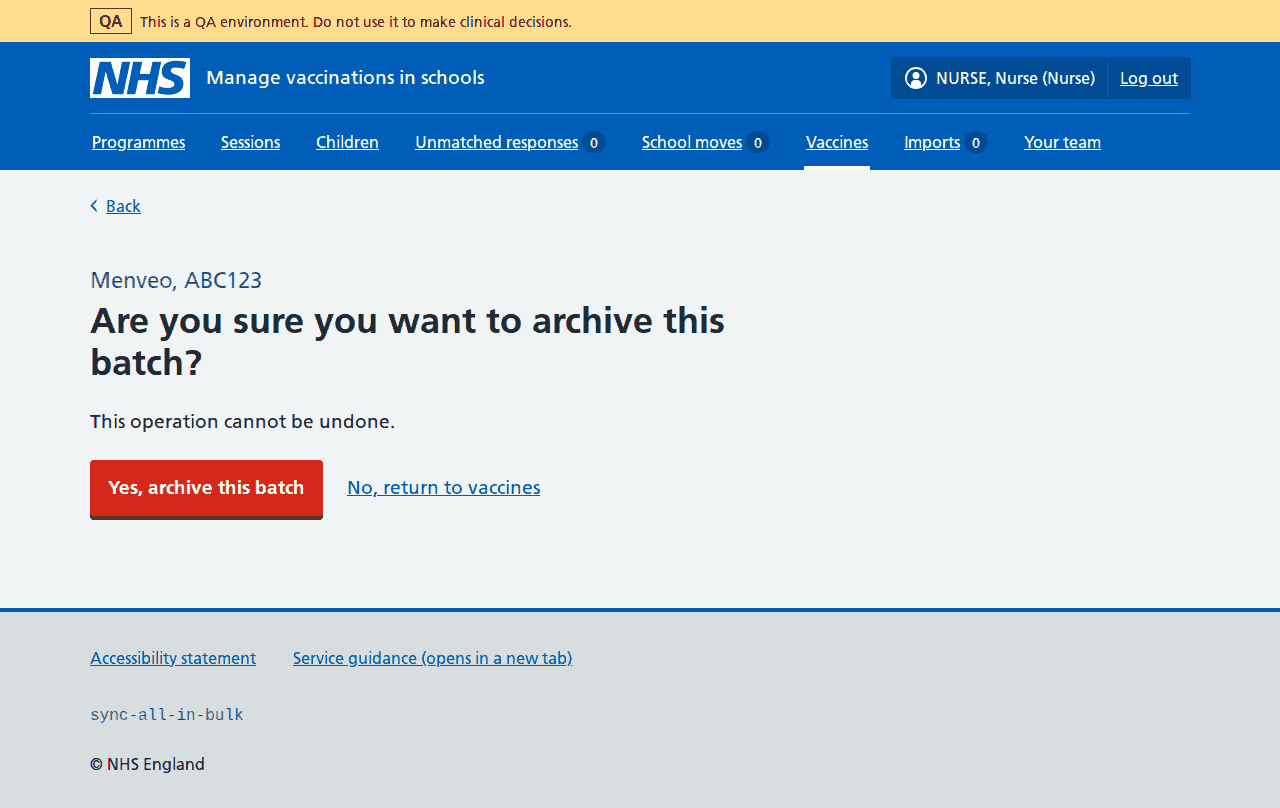 QA This is a QA environment. Do not use it to make clinical decisions.
NHS Manage vaccinations in schools NURSE, Nurse (Nurse) Log out
Programmes Sessions Children Unmatched responses 0 School moves 0 Vaccines Imports 0 Your team
Back
Menveo, ABC123
Are you sure you want to archive this
batch?
This operation cannot be undone.
Yes, archive this batch No, return to vaccines
Accessibility statement Service guidance (opens in a new tab)
sync-all-in-bulk
© NHS England